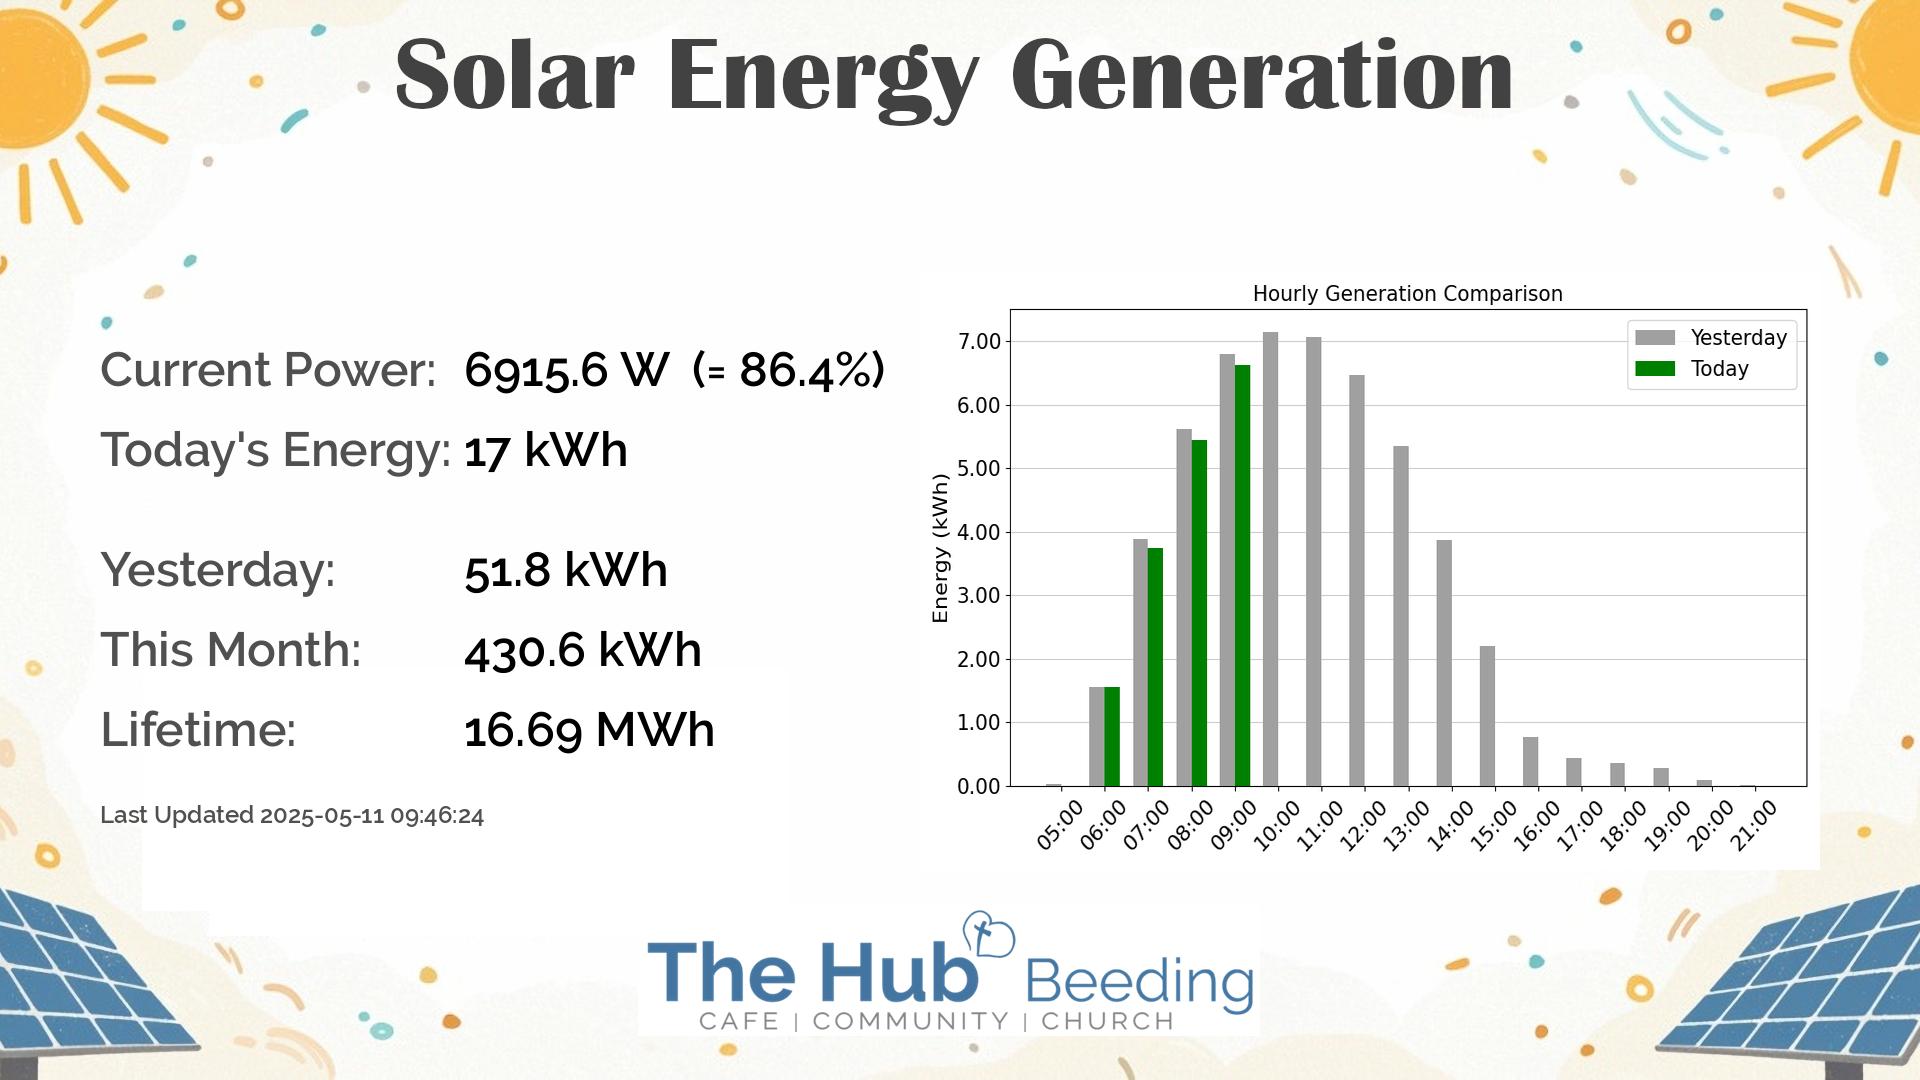 Solar Energy Generation
Current Power: 6915.6 W (= 86.4%)
Today's Energy: 17 kWh
Yesterday: 51.8 kWh
This Month: 430.6 kWh
Lifetime: 16.69 MWh
Last Updated 2025-05-11 09:46:24
Hourly Generation Comparison
Yesterday
Today
Energy (kWh)
7.00
6.00
5.00
4.00
3.00
2.00
1.00
0.00
05:00 06:00 07:00 08:00 09:00 10:00 11:00 12:00 13:00 14:00 15:00 16:00 17:00 18:00 19:00 20:00 21:00
The Hub Beeding
CAFE | COMMUNITY | CHURCH